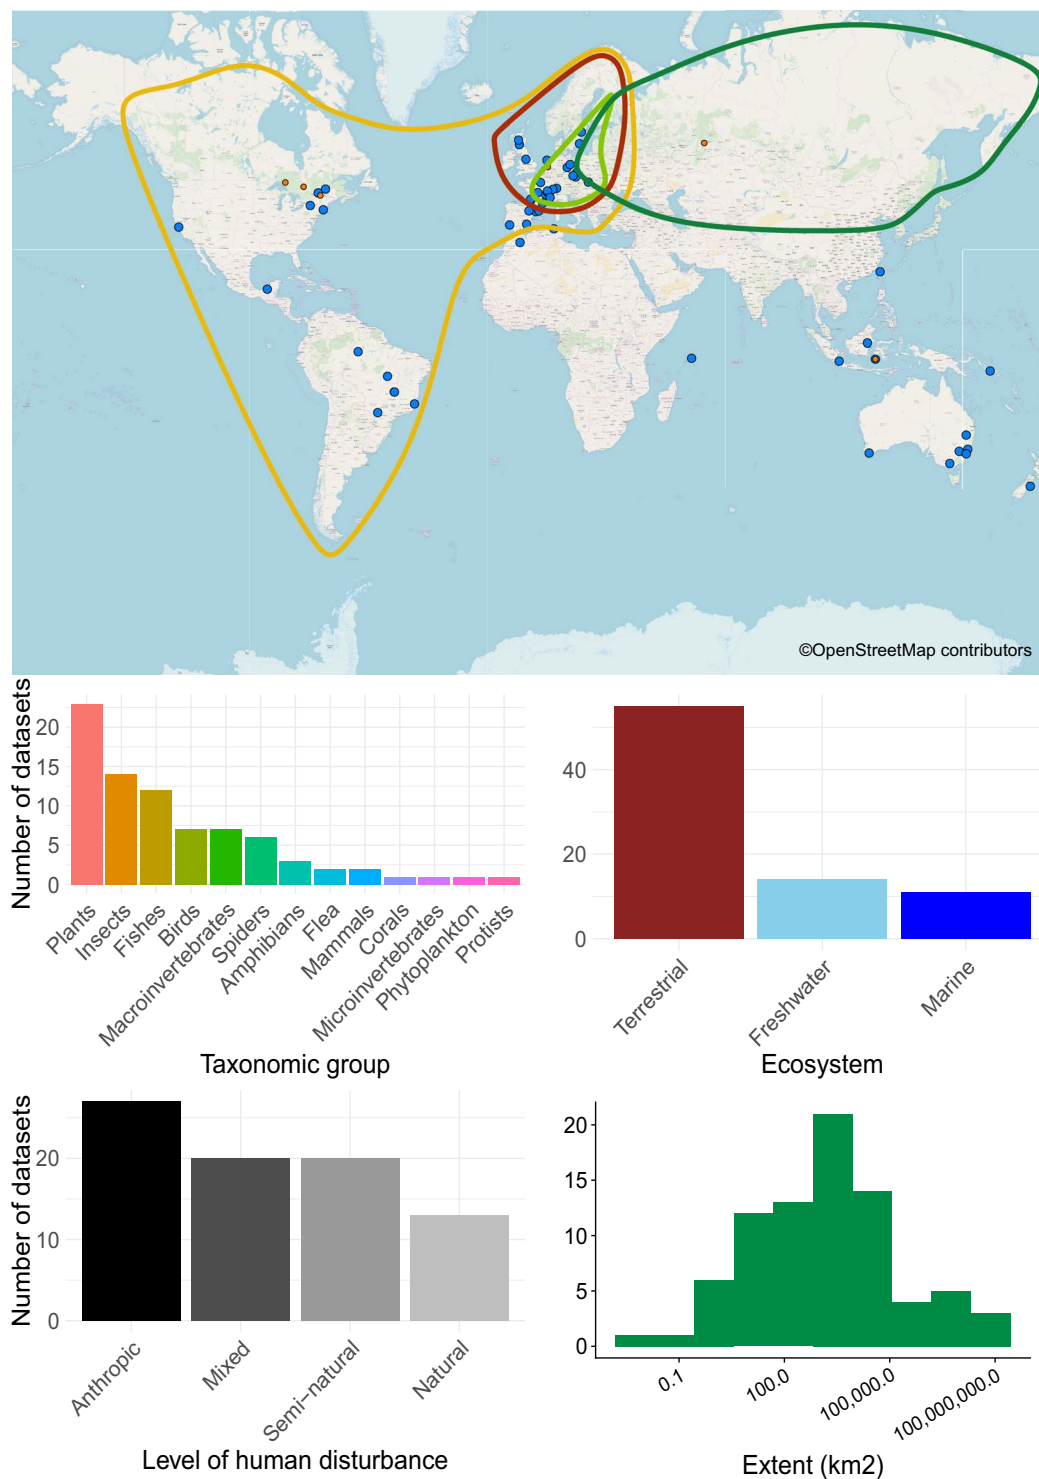 ©OpenStreetMap contributors
Number of datasets
20
15
10
5
0
Plants
Insects
Fishes
Birds
Macroinvertebrates
Spiders
Amphibians
Flea
Mammals
Corals
Microinvertebrates
Phytoplankton
Protists
Taxonomic group
40
20
0
Terrestrial
Freshwater
Marine
Ecosystem
Number of datasets
20
10
0
Anthropic
Mixed
Semi−natural
Natural
Level of human disturbance
20
15
10
5
0
0.1
100.0
100,000.0
100,000,000.0
Extent (km2)